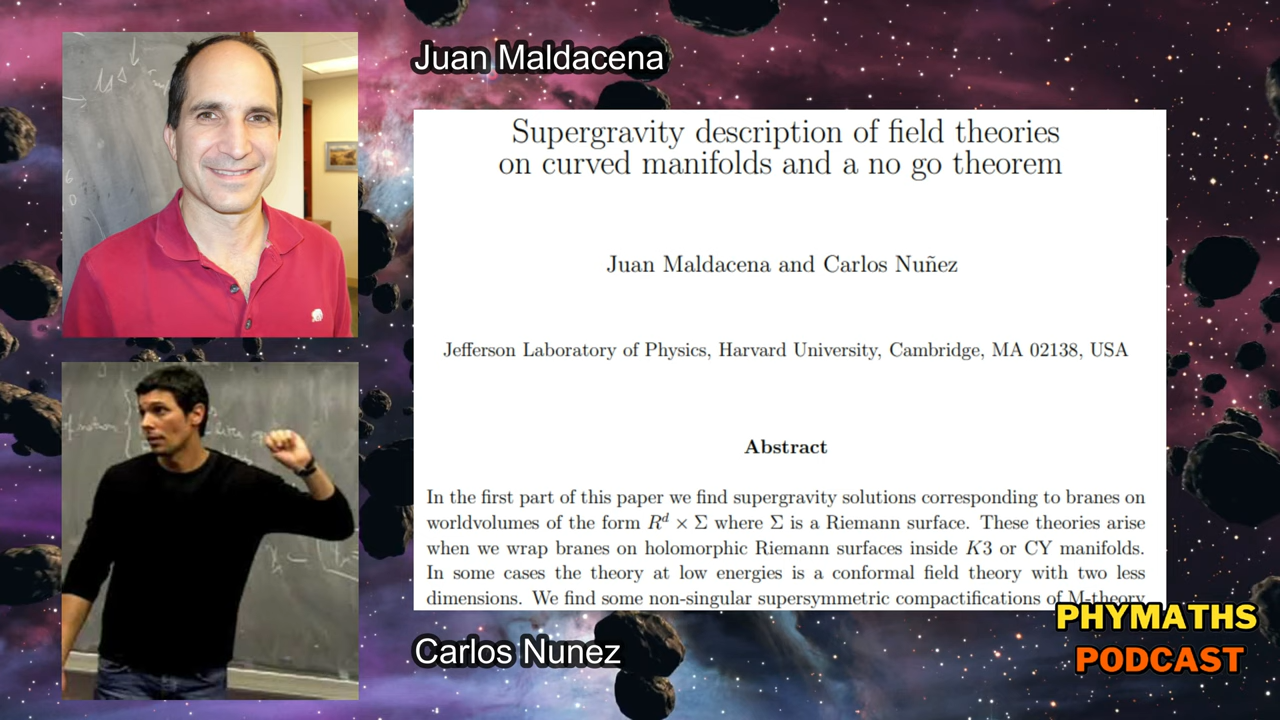 Juan Maldacena
Supergravity description of field theories
on curved manifolds and a no go theorem
Juan Maldacena and Carlos Nuñez
Jefferson Laboratory of Physics, Harvard University, Cambridge, MA 02138, USA
Abstract
In the first part of this paper we find supergravity solutions corresponding to branes on
worldvolumes of the form R^d × Σ where Σ is a Riemann surface. These theories arise
when we wrap branes on holomorphic Riemann surfaces inside K3 or CY manifolds.
In some cases the theory at low energies is a conformal field theory with two less
dimensions. We find some non-singular supersymmetric compactifications of M-theory
Carlos Nunez
PHYMATHS
PODCAST